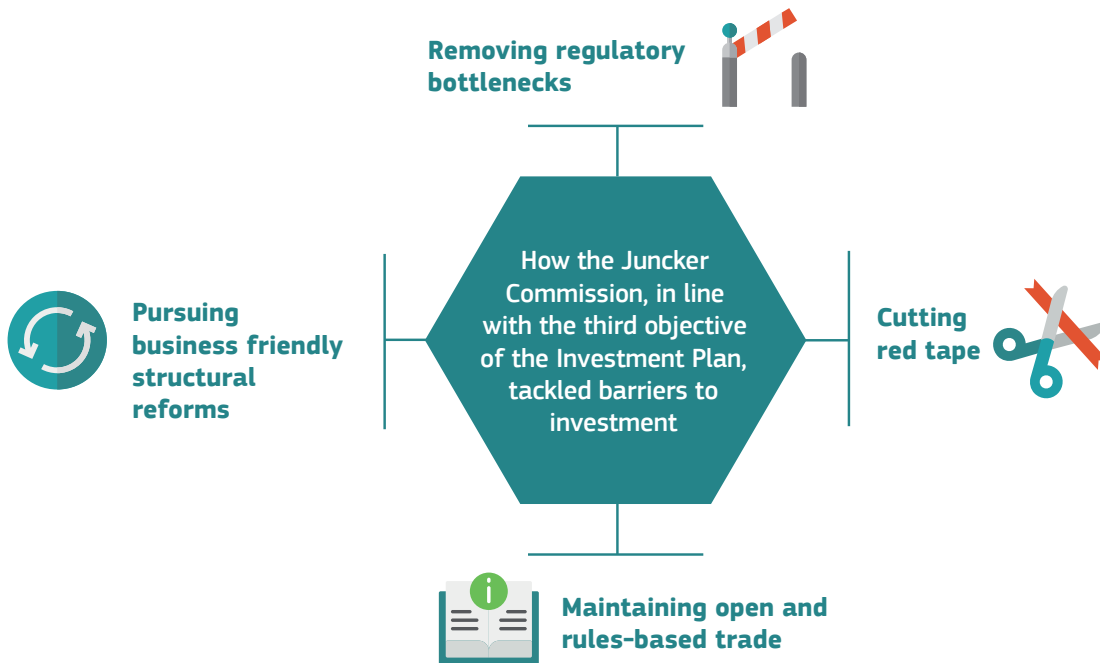 Removing regulatory
bottlenecks
How the Juncker
Commission, in line
with the third objective
of the Investment Plan,
tackled barriers to
investment
Pursuing
business friendly
structural
reforms
Cutting
red tape
i
Maintaining open and
rules-based trade